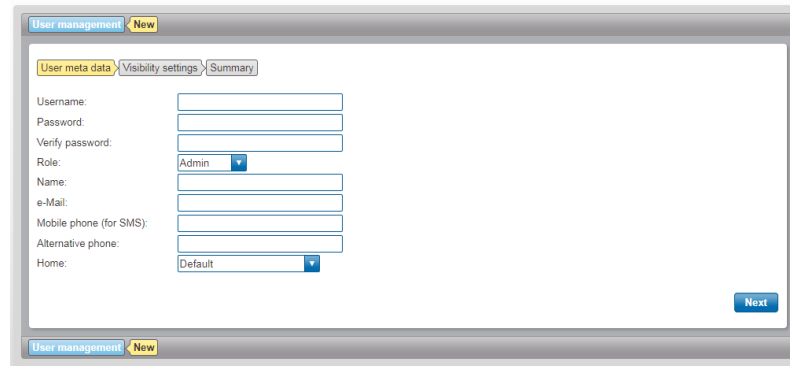 User management New
User meta data Visibility settings Summary
Username:
Password:
Verify password:
Role: Admin
Name:
e-Mail:
Mobile phone (for SMS):
Alternative phone:
Home: Default
Next
User management New